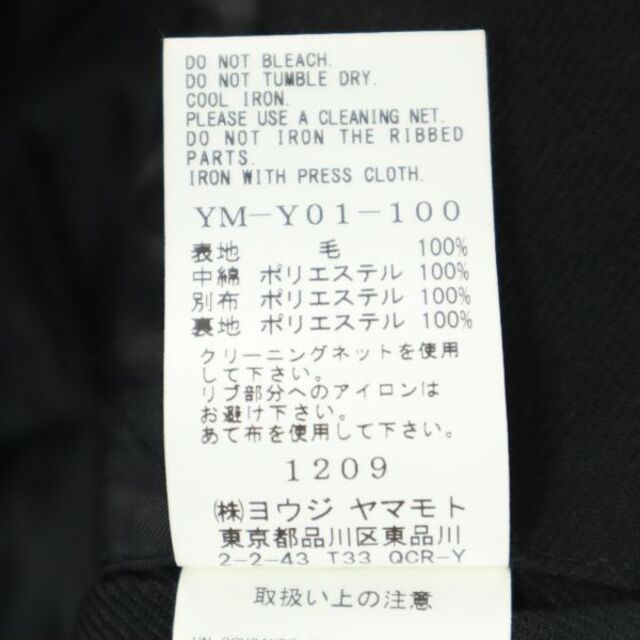 DO NOT BLEACH.
DO NOT TUMBLE DRY.
COOL IRON.
PLEASE USE A CLEANING NET.
DO NOT IRON THE RIBBED
PARTS.
IRON WITH PRESS CLOTH.
YM-Y01-100
表地 毛 100%
中綿 ポリエステル 100%
別布 ポリエステル 100%
裏地 ポリエステル 100%
クリーニングネットを使用
して下さい。
リブ部分へのアイロンは
お避け下さい。
あて布を使用して下さい。
1209
㈱ヨウジ ヤマモト
東京都品川区東品川
2-2-43 T33 QCR-Y
取扱い上の注意